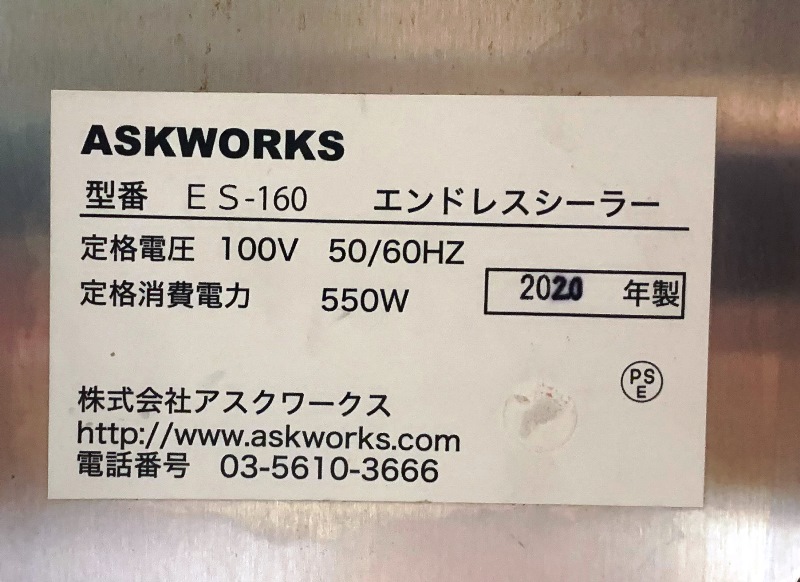 ASKWORKS
型番 ES-160 エンドレスシーラー
定格電圧 100V 50/60HZ
定格消費電力 550W 2020 年製
PS
E
株式会社アスクワークス
http://www.askworks.com
電話番号 03-5610-3666